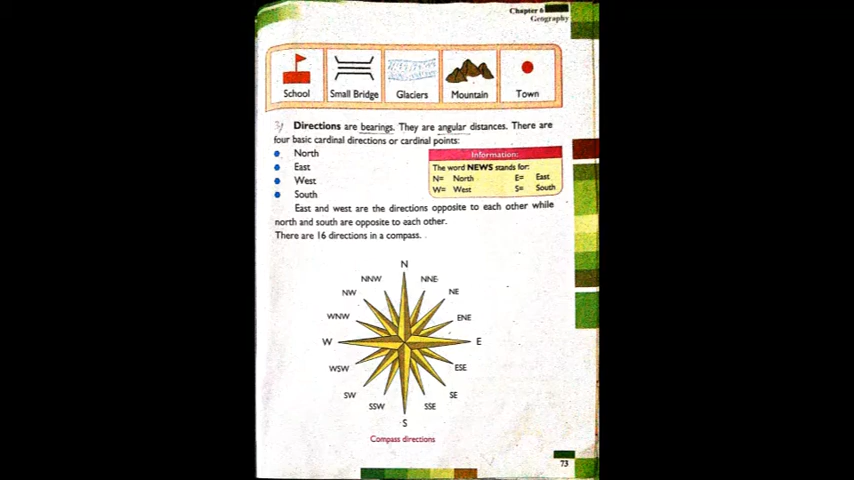 Chapter 6
Geography
School Small Bridge Glaciers Mountain Town
3) Directions are bearings. They are angular distances. There are
four basic cardinal directions or cardinal points:
North
East
West
South
Information:
The word NEWS stands for:
N= North E= East
W= West S= South
East and west are the directions opposite to each other while
north and south are opposite to each other.
There are 16 directions in a compass.
N
NNW NNE
NW NE
WNW ENE
W E
WSW ESE
SW SE
SSW SSE
S
Compass directions
73